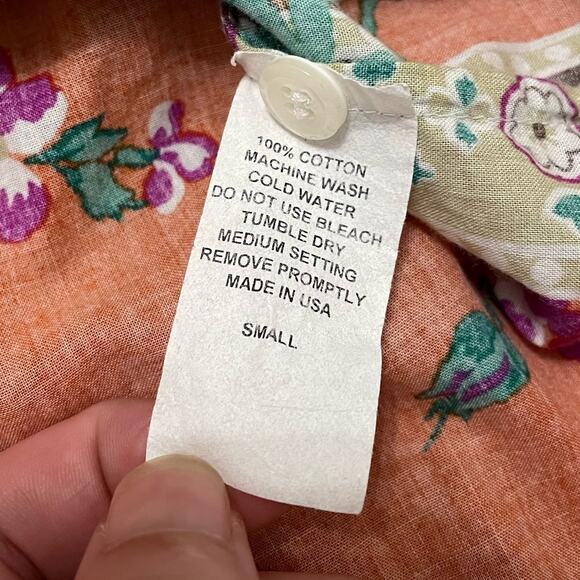 100% COTTON
MACHINE WASH
COLD WATER
DO NOT USE BLEACH
TUMBLE DRY
MEDIUM SETTING
REMOVE PROMPTLY
MADE IN USA
SMALL